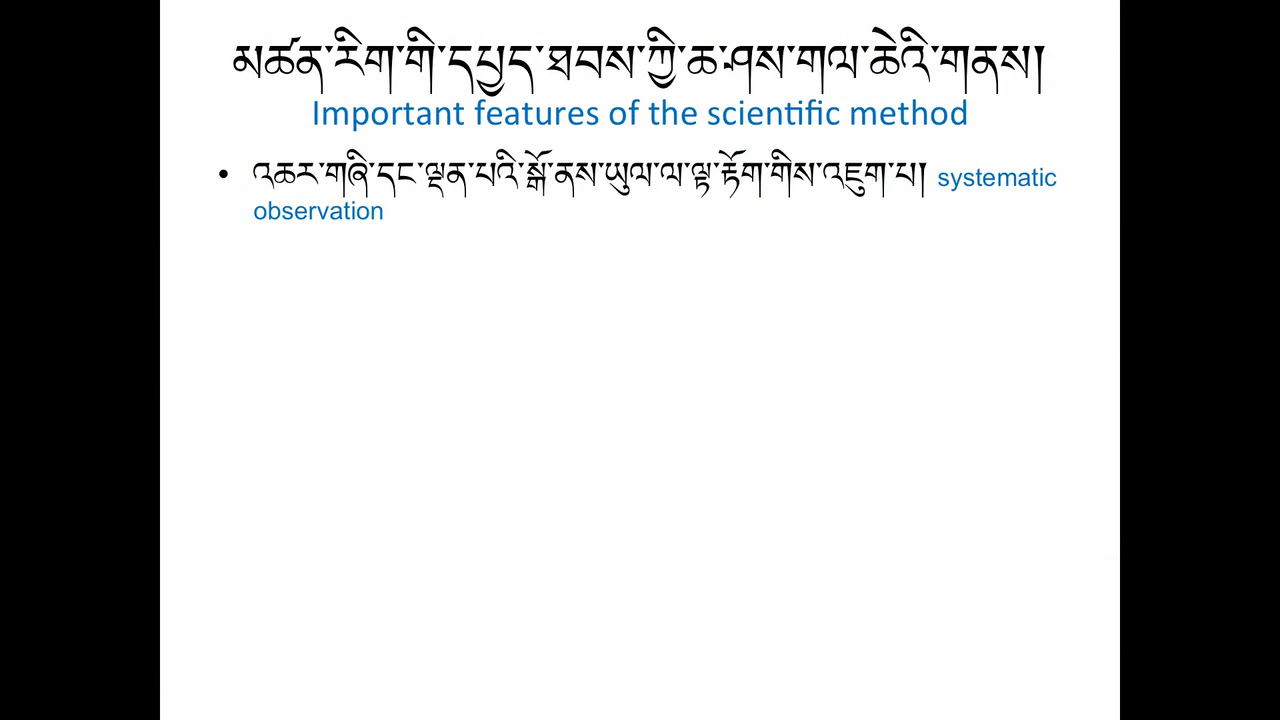 མཚན་རིག་གི་དཔྱད་ཐབས་ཀྱི་ཆ་ཤས་གལ་ཆེའི་གནས།
Important features of the scientific method
• འཆར་གཞི་དང་ལྡན་པའི་སྒོ་ནས་ཡུལ་ལ་ལྟ་རྟོག་གིས་འཇུག་པ། systematic
observation